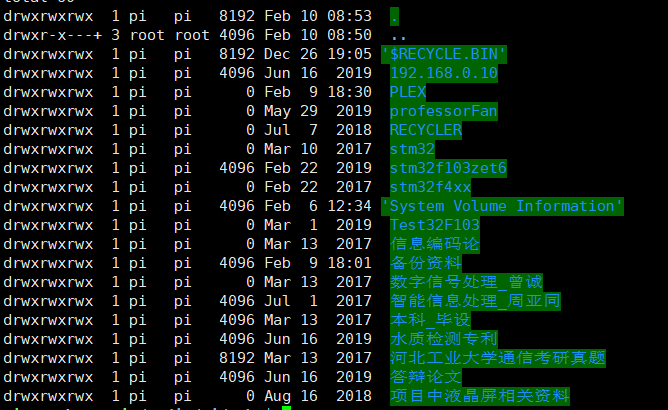 drwxrwxrwx 1 pi pi 8192 Feb 10 08:53 .
drwxr-x---+ 3 root root 4096 Feb 10 08:50 ..
drwxrwxrwx 1 pi pi 8192 Dec 26 19:05 '$RECYCLE.BIN'
drwxrwxrwx 1 pi pi 4096 Jun 16 2019 192.168.0.10
drwxrwxrwx 1 pi pi 0 Feb 9 18:30 PLEX
drwxrwxrwx 1 pi pi 0 May 29 2019 professorFan
drwxrwxrwx 1 pi pi 0 Jul 7 2018 RECYCLER
drwxrwxrwx 1 pi pi 0 Mar 10 2017 stm32
drwxrwxrwx 1 pi pi 4096 Feb 22 2019 stm32f103zet6
drwxrwxrwx 1 pi pi 0 Feb 22 2017 stm32f4xx
drwxrwxrwx 1 pi pi 4096 Feb 6 12:34 'System Volume Information'
drwxrwxrwx 1 pi pi 0 Mar 1 2019 Test32F103
drwxrwxrwx 1 pi pi 0 Mar 13 2017 信息编码论
drwxrwxrwx 1 pi pi 4096 Feb 9 18:01 备份资料
drwxrwxrwx 1 pi pi 0 Mar 13 2017 数字信号处理_曾诚
drwxrwxrwx 1 pi pi 4096 Jul 1 2017 智能信息处理_周亚同
drwxrwxrwx 1 pi pi 4096 Mar 13 2017 本科_毕设
drwxrwxrwx 1 pi pi 4096 Jun 16 2019 水质检测专利
drwxrwxrwx 1 pi pi 8192 Mar 13 2017 河北工业大学通信考研真题
drwxrwxrwx 1 pi pi 4096 Jun 16 2019 答辩论文
drwxrwxrwx 1 pi pi 0 Aug 16 2018 项目中液晶屏相关资料